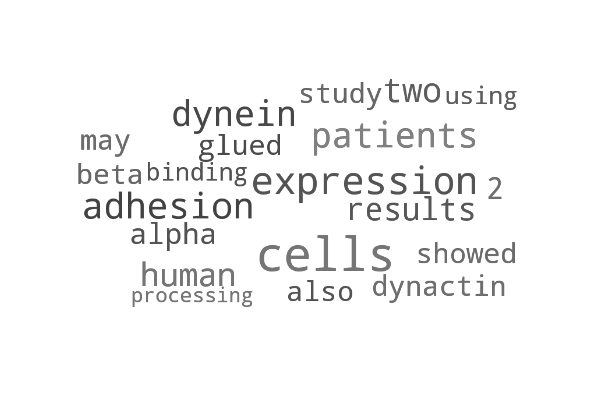 study two using
dynein
may glued patients
beta binding expression 2
adhesion results
alpha
cells showed
human
processing also dynactin